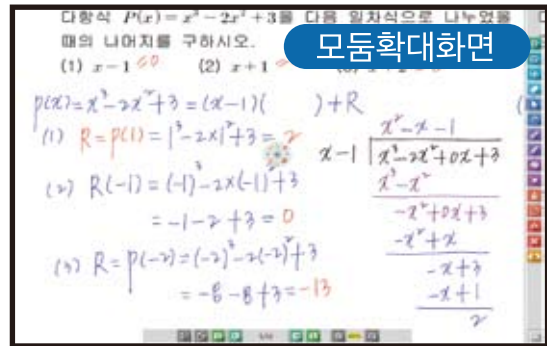 다항식 P(x)=x³-2x²+3을 다음 일차식으로 나누었을
때의 나머지를 구하시오.
모둠확대화면
(1) x-1 (2) x+1
p(x)=x³-2x²+3=(x-1)( )+R
(1) R=p(1)=1³-2×1²+3=2
(2) R(-1)=(-1)³-2×(-1)²+3
=-1-2+3=0
(3) R=p(-2)=(-2)³-2(-2)²+3
=-8-8+3=-13
x²-x-1
x-1 x³-2x²+0x+3
x³-x²
-x²+0x+3
-x²+x
-x+3
-x+1
2